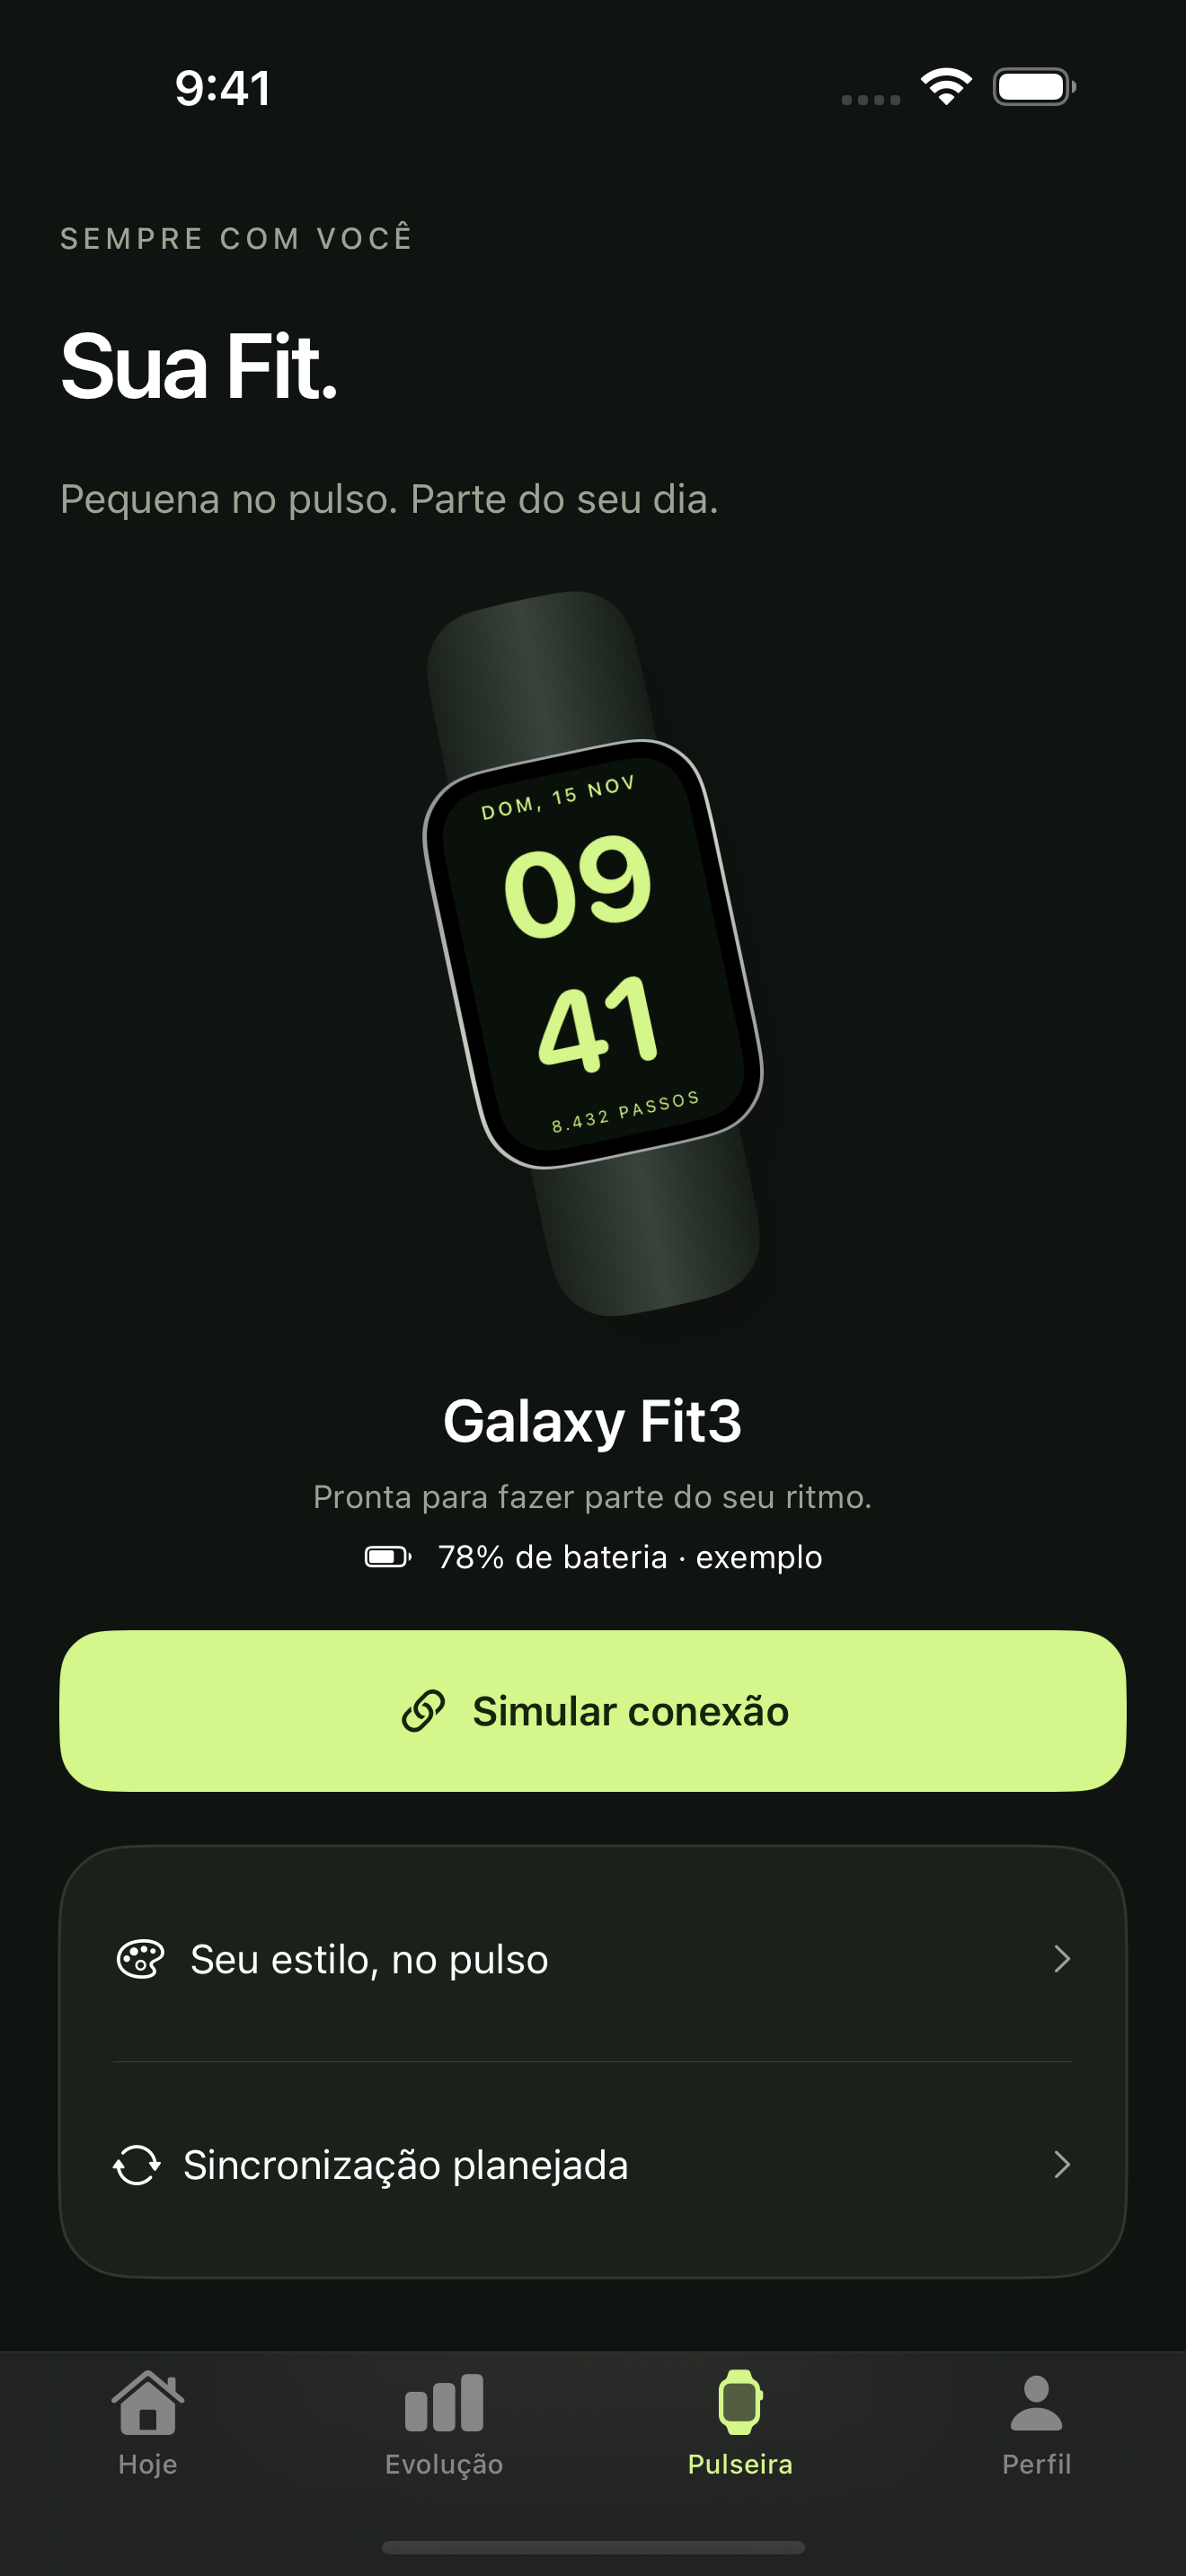 9:41
SEMPRE COM VOCÊ
Sua Fit.
Pequena no pulso. Parte do seu dia.
DOM, 15 NOV
09
41
8.432 PASSOS
Galaxy Fit3
Pronta para fazer parte do seu ritmo.
78% de bateria · exemplo
Simular conexão
Seu estilo, no pulso
Sincronização planejada
Hoje
Evolução
Pulseira
Perfil